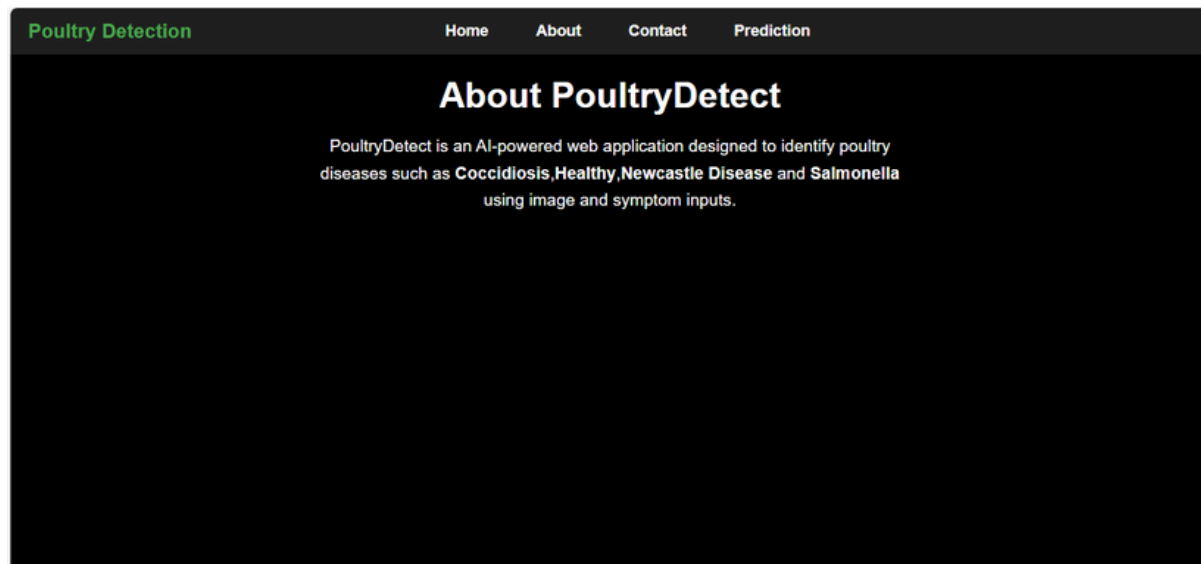 Poultry Detection Home About Contact Prediction
About PoultryDetect
PoultryDetect is an AI-powered web application designed to identify poultry
diseases such as Coccidiosis,Healthy,Newcastle Disease and Salmonella
using image and symptom inputs.